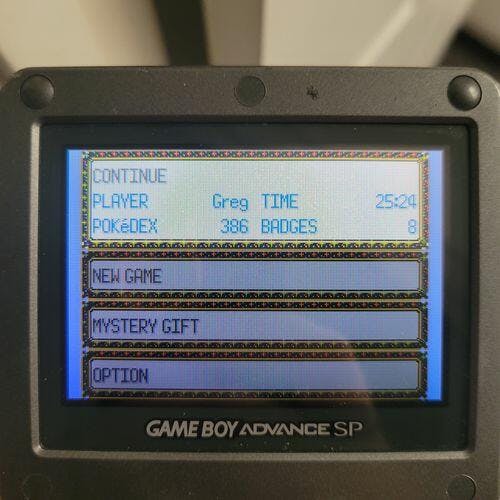 CONTINUE
PLAYER Greg TIME 25:24
POKéDEX 386 BADGES 8
NEW GAME
MYSTERY GIFT
OPTION
GAME BOY ADVANCE SP